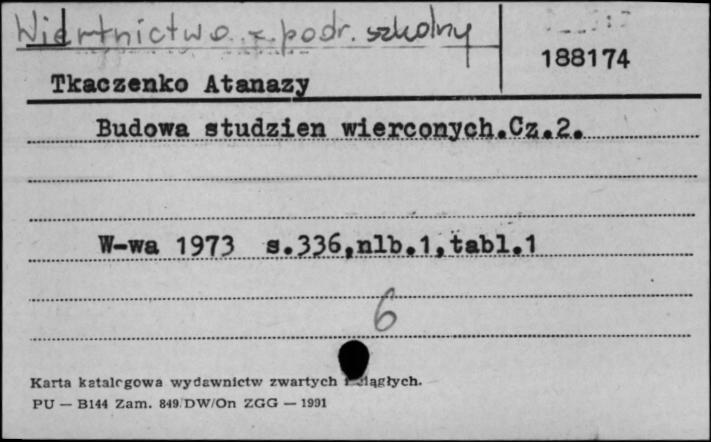 Wiertnictwo - podr. szkolny
188174
Tkaczenko Atanazy
Budowa studzien wierconych.Cz.2.
W-wa 1973 s.336,nlb.1,tabl.1
6
Karta katalogowa wydawnictw zwartych i ciągłych.
PU — B144 Zam. 849/DW/On ZGG — 1991